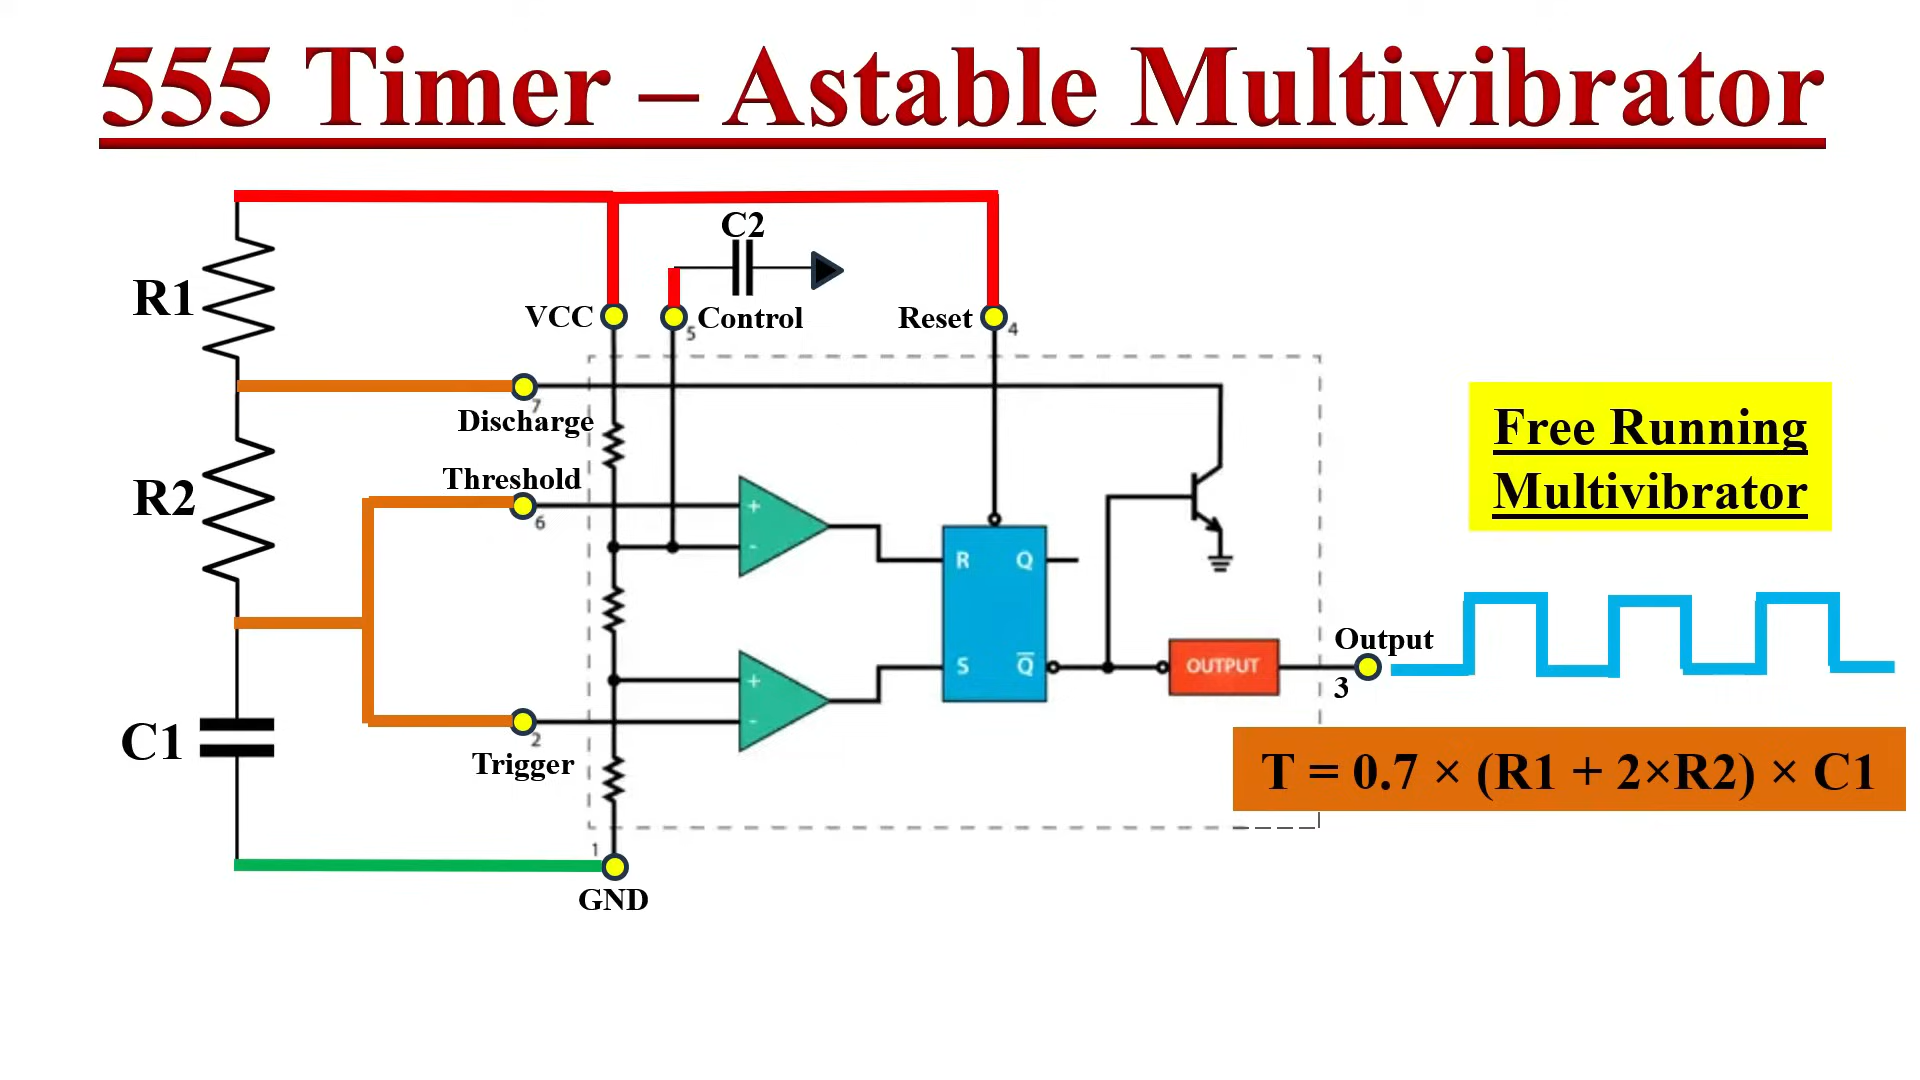 555 Timer – Astable Multivibrator
C2
R1
VCC
5
Control
Reset
4
7
Discharge
Free Running
Multivibrator
Threshold
6
R2
+
-
R
Q
Output
3
+
-
S
Q̅
OUTPUT
C1
2
Trigger
T = 0.7 × (R1 + 2×R2) × C1
1
GND